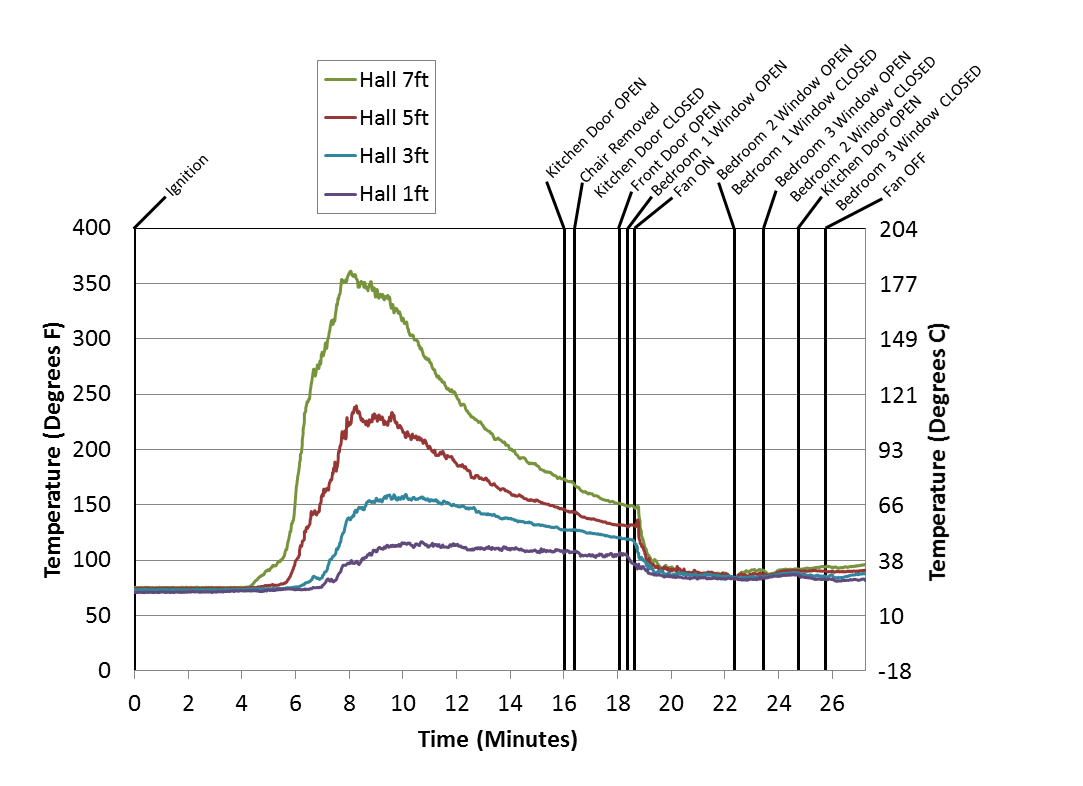 Hall 7ft
Hall 5ft
Hall 3ft
Hall 1ft
Ignition
Kitchen Door OPEN
Chair Removed
Kitchen Door CLOSED
Front Door OPEN
Bedroom 1 Window OPEN
Fan ON
Bedroom 2 Window OPEN
Bedroom 1 Window CLOSED
Bedroom 3 Window OPEN
Bedroom 2 Window CLOSED
Kitchen Door OPEN
Bedroom 3 Window CLOSED
Fan OFF
Temperature (Degrees F)
400
350
300
250
200
150
100
50
0
204
177
149
121
93
66
38
10
-18
Temperature (Degrees C)
0 2 4 6 8 10 12 14 16 18 20 22 24 26
Time (Minutes)